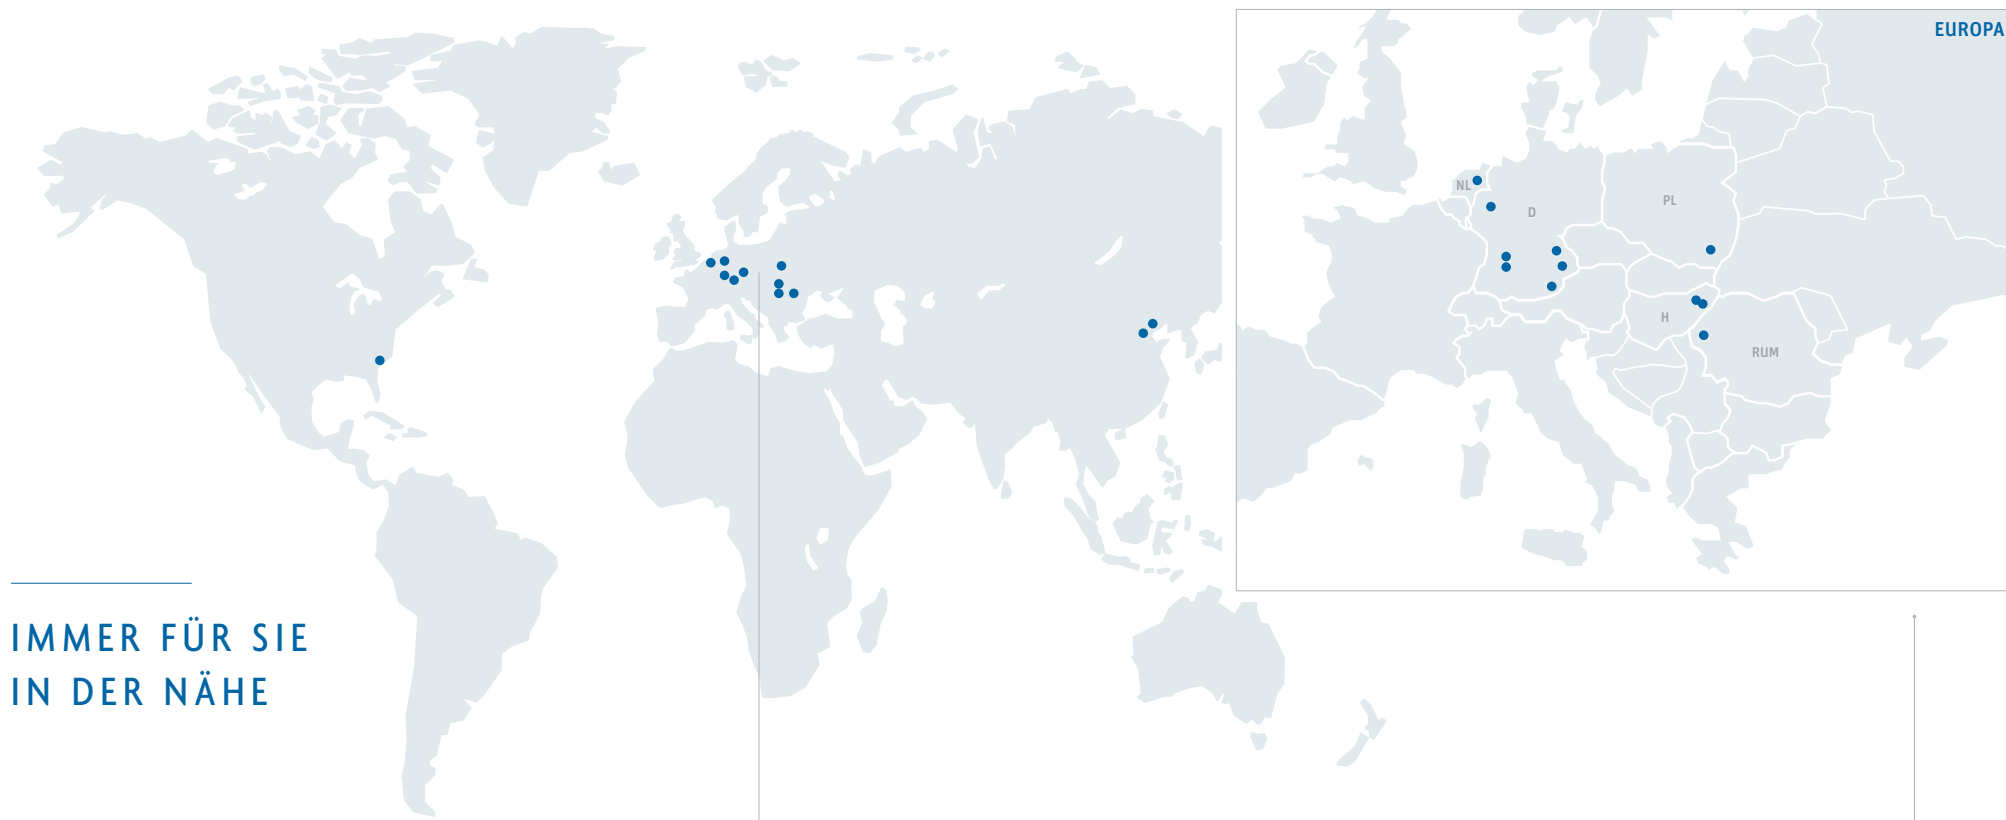 EUROPA
NL
D
PL
H
RUM
IMMER FÜR SIE
IN DER NÄHE